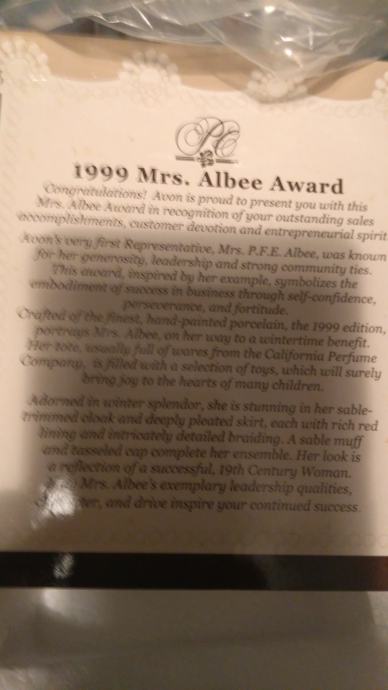 PC
1999 Mrs. Albee Award
Congratulations! Avon is proud to present you with this
Mrs. Albee Award in recognition of your outstanding sales
accomplishments, customer devotion and entrepreneurial spirit
Avon's very first Representative, Mrs. P.F.E. Albee, was known
for her generosity, leadership and strong community ties.
This award, inspired by her example, symbolizes the
embodiment of success in business through self-confidence,
perseverance, and fortitude.
Crafted of the finest, hand-painted porcelain, the 1999 edition,
portrays Mrs. Albee, on her way to a wintertime benefit.
Her tote, usually full of wares from the California Perfume
Company, is filled with a selection of toys, which will surely
bring joy to the hearts of many children.
Adorned in winter splendor, she is stunning in her sable-
trimmed cloak and deeply pleated skirt, each with rich red
lining and intricately detailed braiding. A sable muff
and tasseled cap complete her ensemble. Her look is
a reflection of a successful, 19th Century Woman.
Mrs. Albee's exemplary leadership qualities,
and drive inspire your continued success.